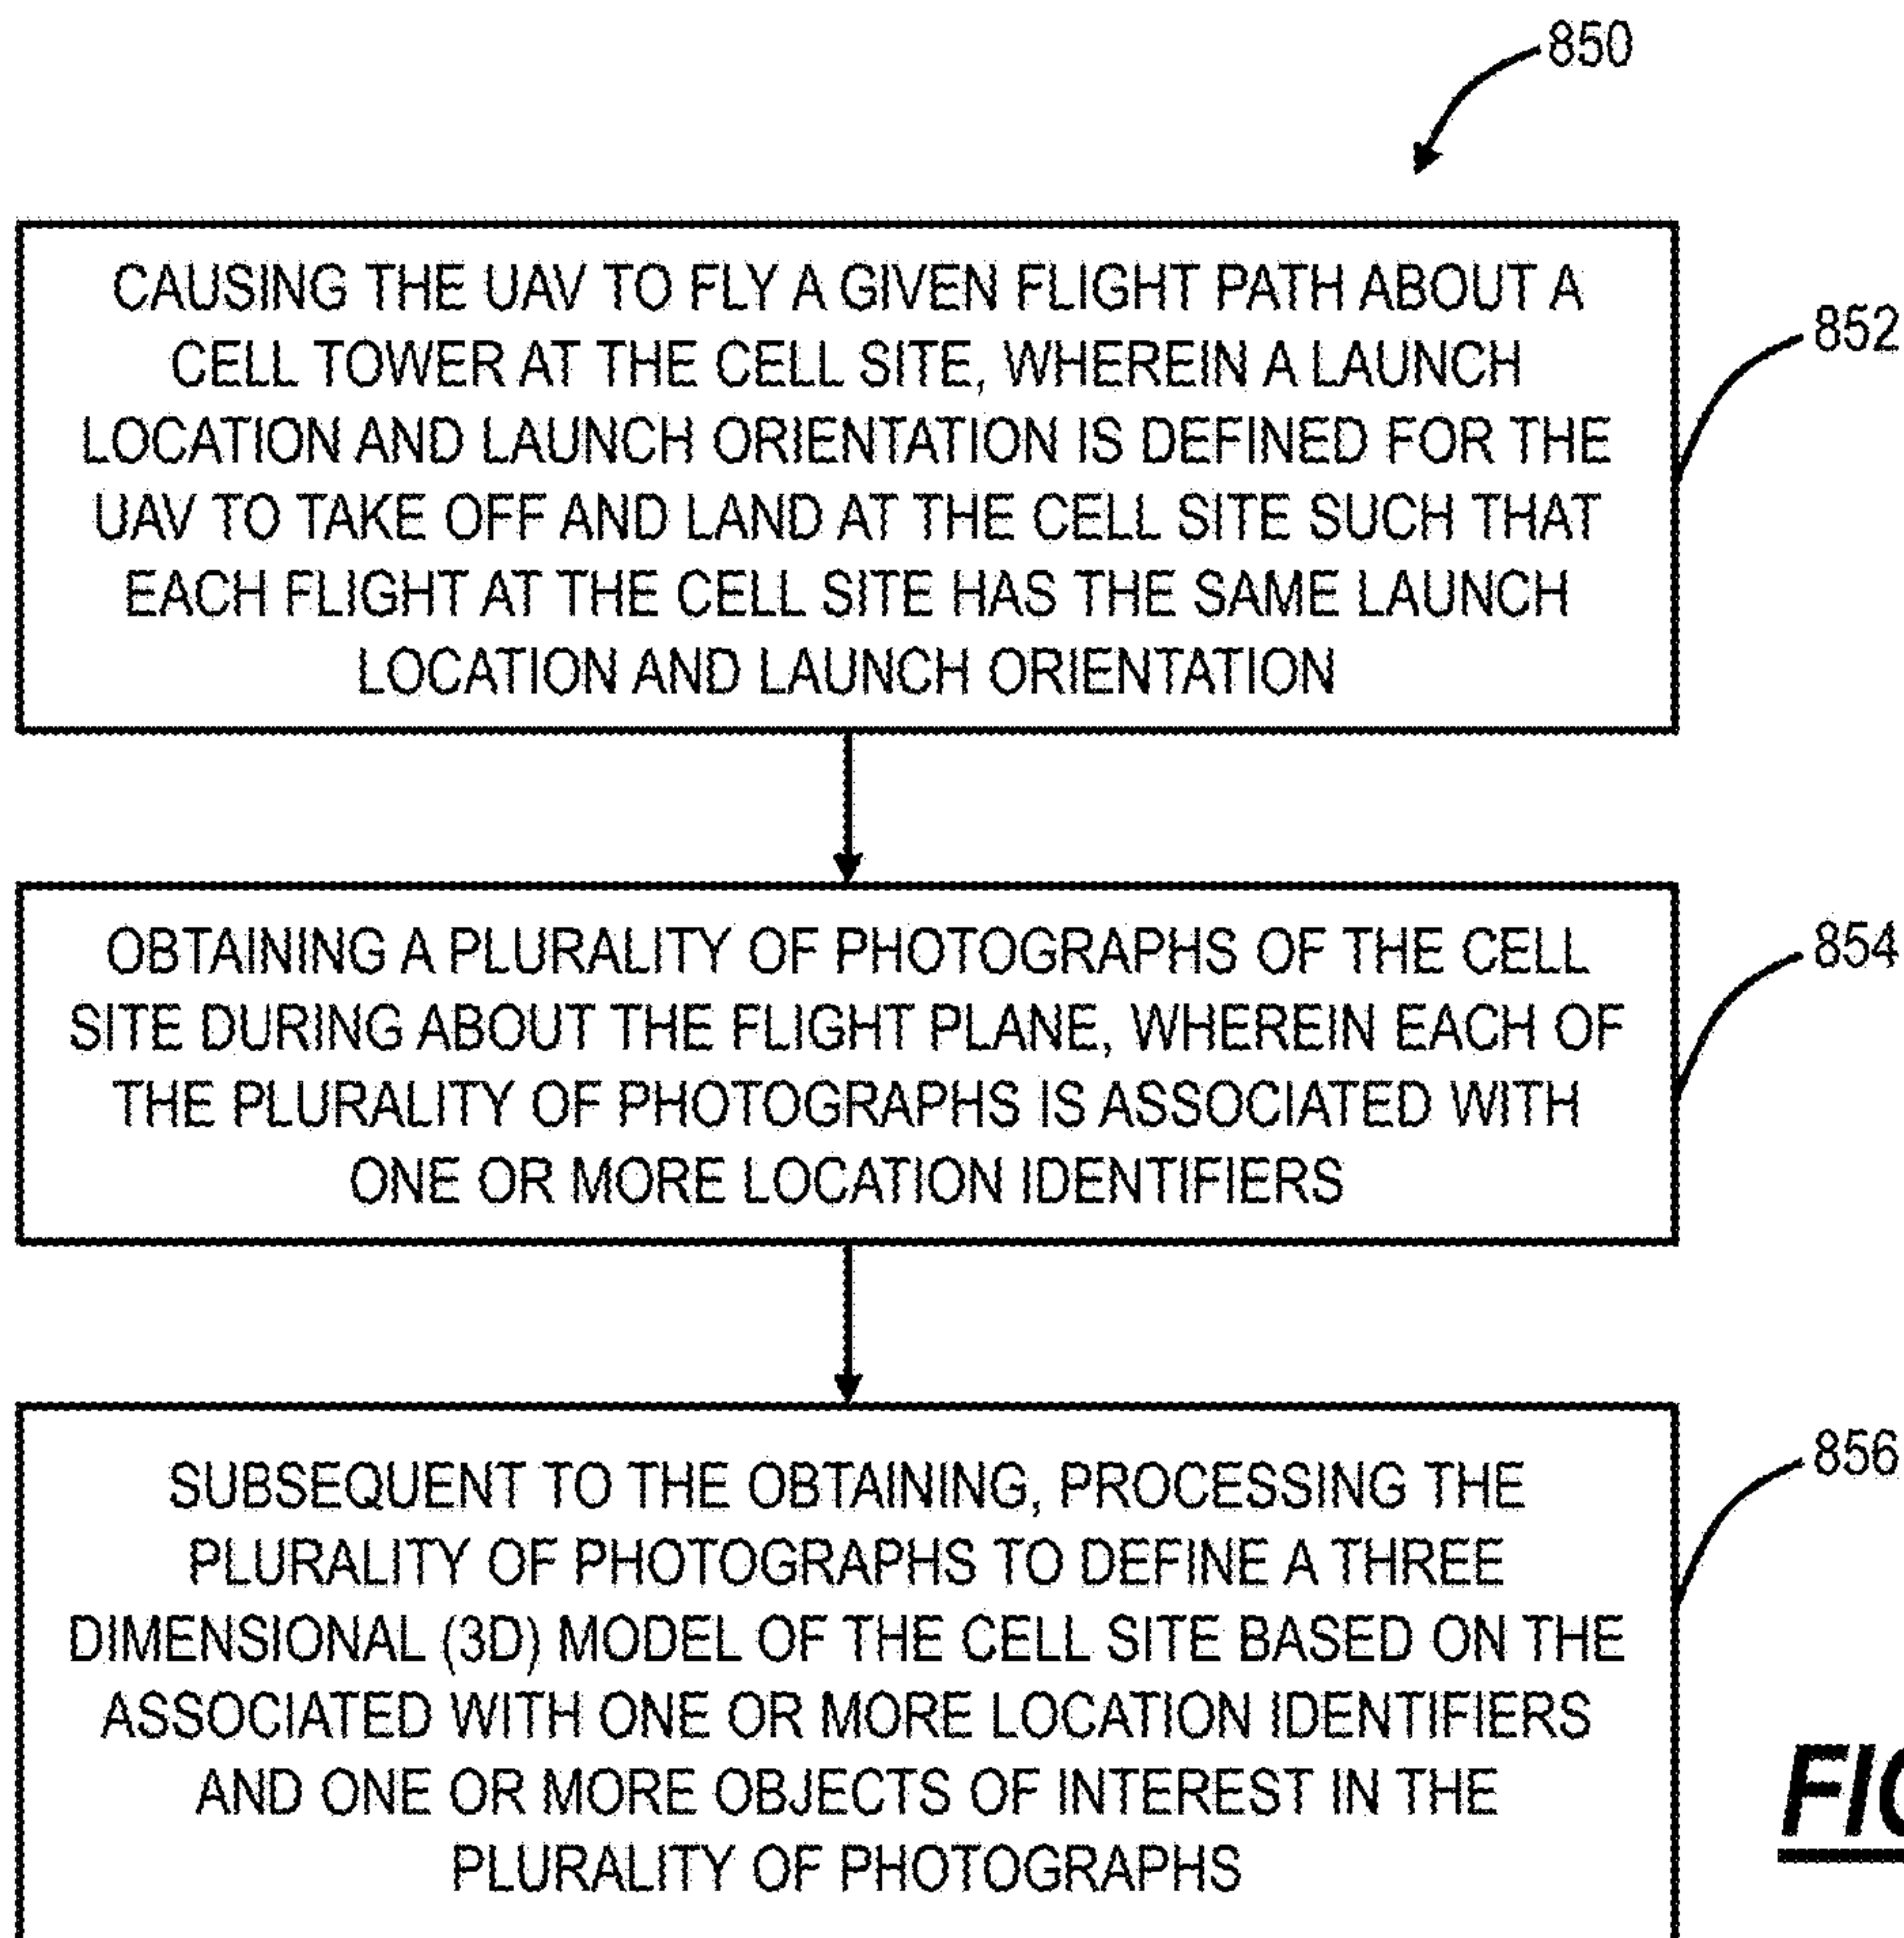 850
CAUSING THE UAV TO FLY A GIVEN FLIGHT PATH ABOUT A
CELL TOWER AT THE CELL SITE, WHEREIN A LAUNCH
LOCATION AND LAUNCH ORIENTATION IS DEFINED FOR THE
UAV TO TAKE OFF AND LAND AT THE CELL SITE SUCH THAT
EACH FLIGHT AT THE CELL SITE HAS THE SAME LAUNCH
LOCATION AND LAUNCH ORIENTATION
852
OBTAINING A PLURALITY OF PHOTOGRAPHS OF THE CELL
SITE DURING ABOUT THE FLIGHT PLANE, WHEREIN EACH OF
THE PLURALITY OF PHOTOGRAPHS IS ASSOCIATED WITH
ONE OR MORE LOCATION IDENTIFIERS
854
SUBSEQUENT TO THE OBTAINING, PROCESSING THE
PLURALITY OF PHOTOGRAPHS TO DEFINE A THREE
DIMENSIONAL (3D) MODEL OF THE CELL SITE BASED ON THE
ASSOCIATED WITH ONE OR MORE LOCATION IDENTIFIERS
AND ONE OR MORE OBJECTS OF INTEREST IN THE
PLURALITY OF PHOTOGRAPHS
856